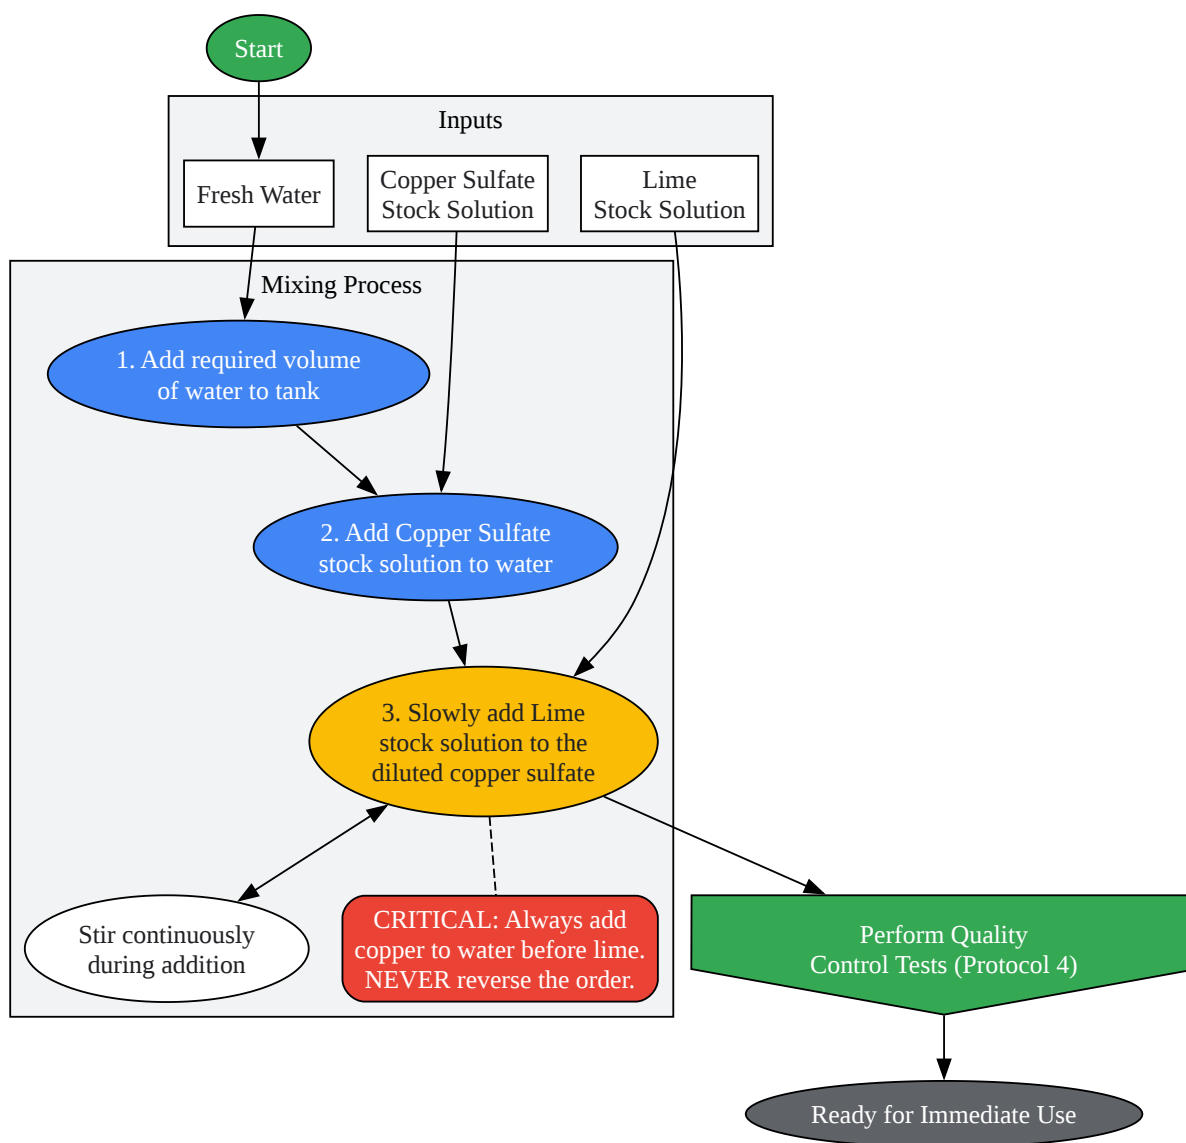 Start
Inputs
Fresh Water
Copper Sulfate
Stock Solution
Lime
Stock Solution
Mixing Process
1. Add required volume
of water to tank
2. Add Copper Sulfate
stock solution to water
3. Slowly add Lime
stock solution to the
diluted copper sulfate
Stir continuously
during addition
CRITICAL: Always add
copper to water before lime.
NEVER reverse the order.
Perform Quality
Control Tests (Protocol 4)
Ready for Immediate Use